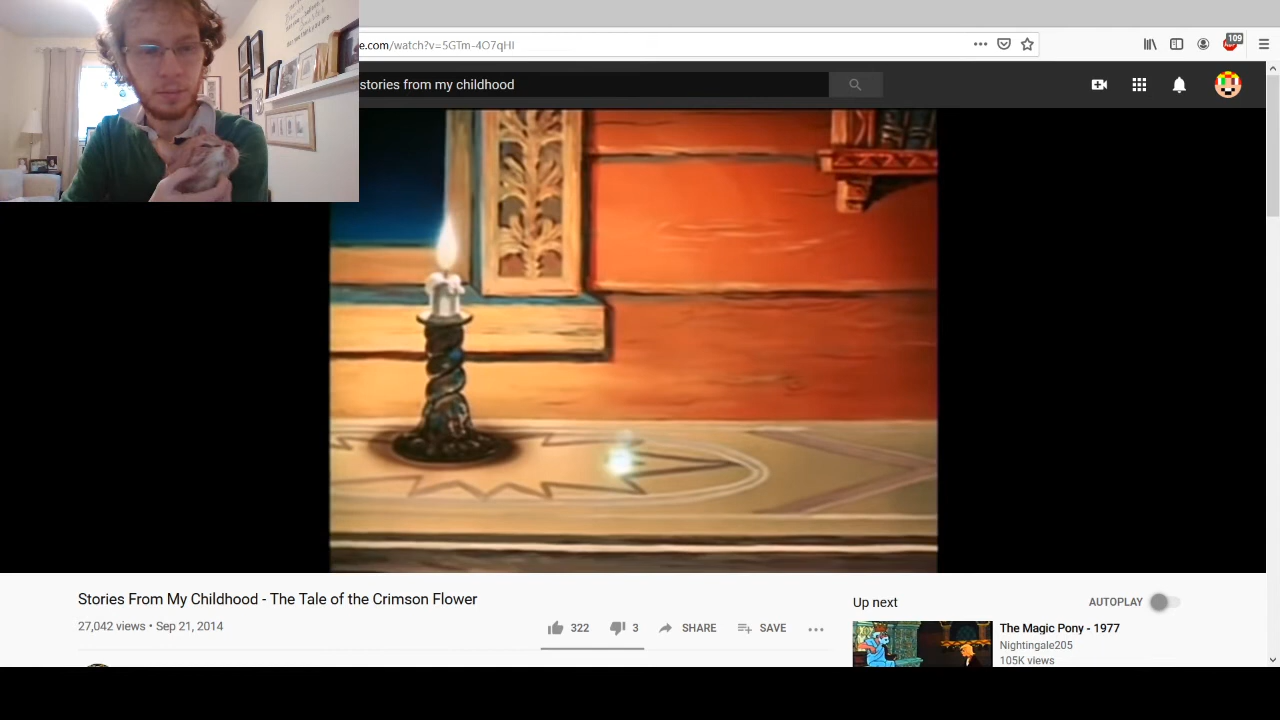 e.com/watch?v=5GTm-4O7qHI
109
stories from my childhood
Stories From My Childhood - The Tale of the Crimson Flower
27,042 views • Sep 21, 2014
322
3
SHARE
SAVE
Up next
AUTOPLAY
The Magic Pony - 1977
Nightingale205
105K views